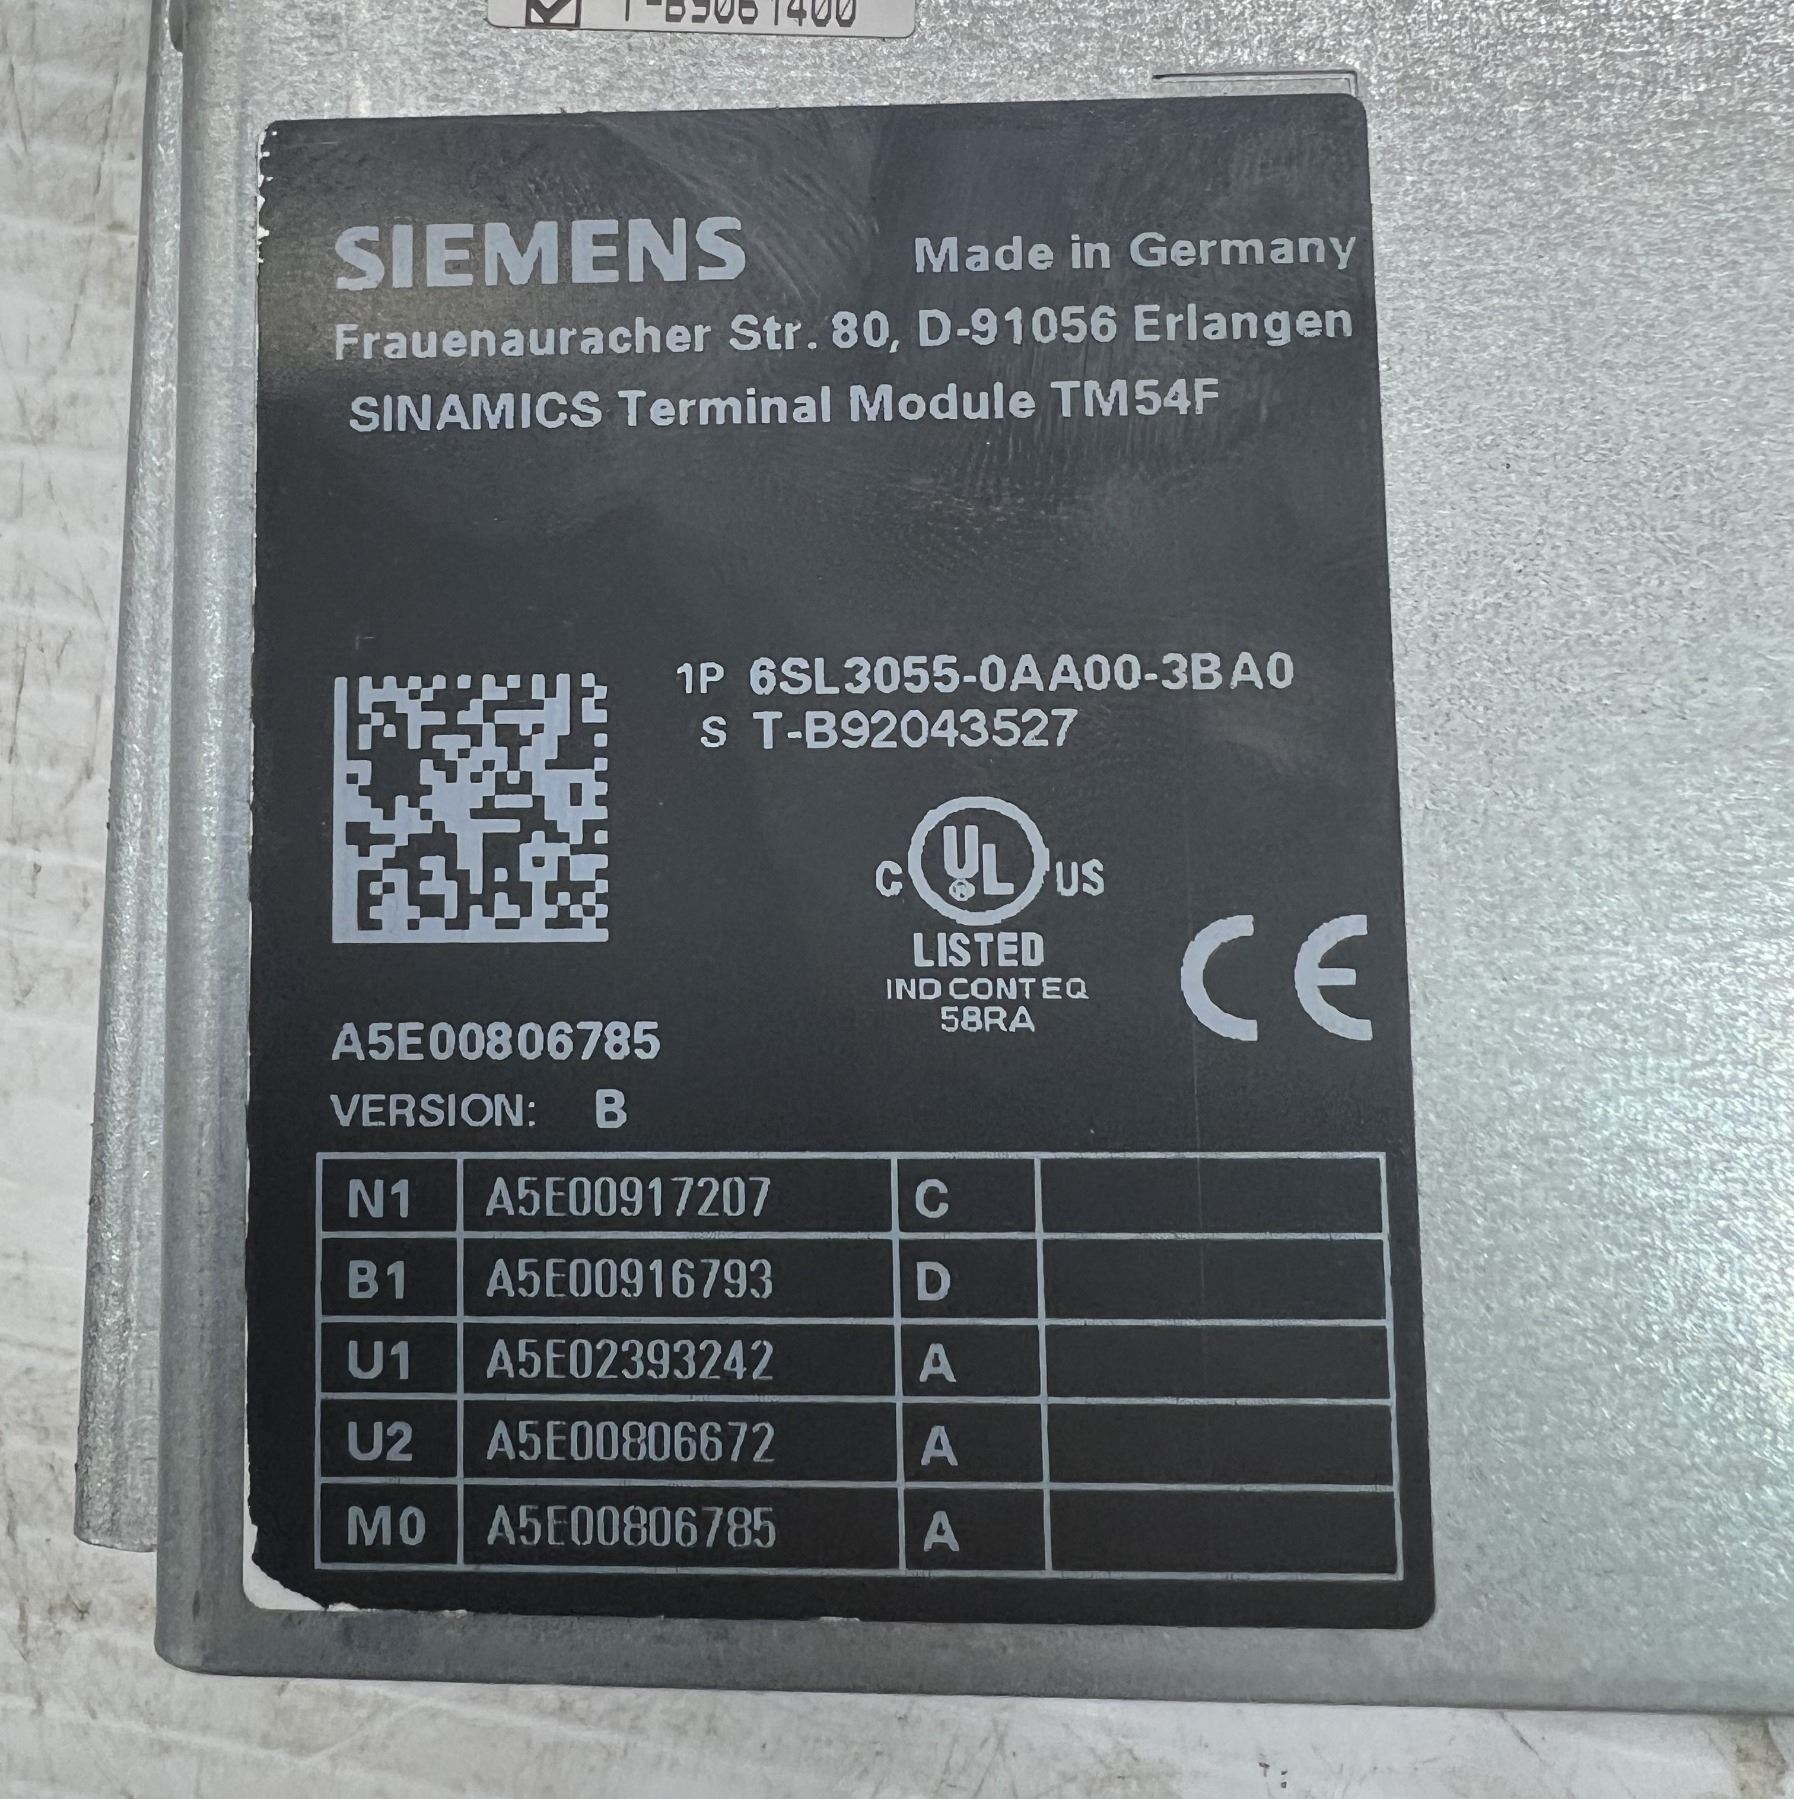 SIEMENS Made in Germany
Frauenauracher Str. 80, D-91056 Erlangen
SINAMICS Terminal Module TM54F
1P 6SL3055-0AA00-3BA0
S T-B92043527
C UL ® US
LISTED
IND CONT EQ
58RA
CE
A5E00806785
VERSION: B
N1 A5E00917207 C
B1 A5E00916793 D
U1 A5E02393242 A
U2 A5E00806672 A
M0 A5E00806785 A